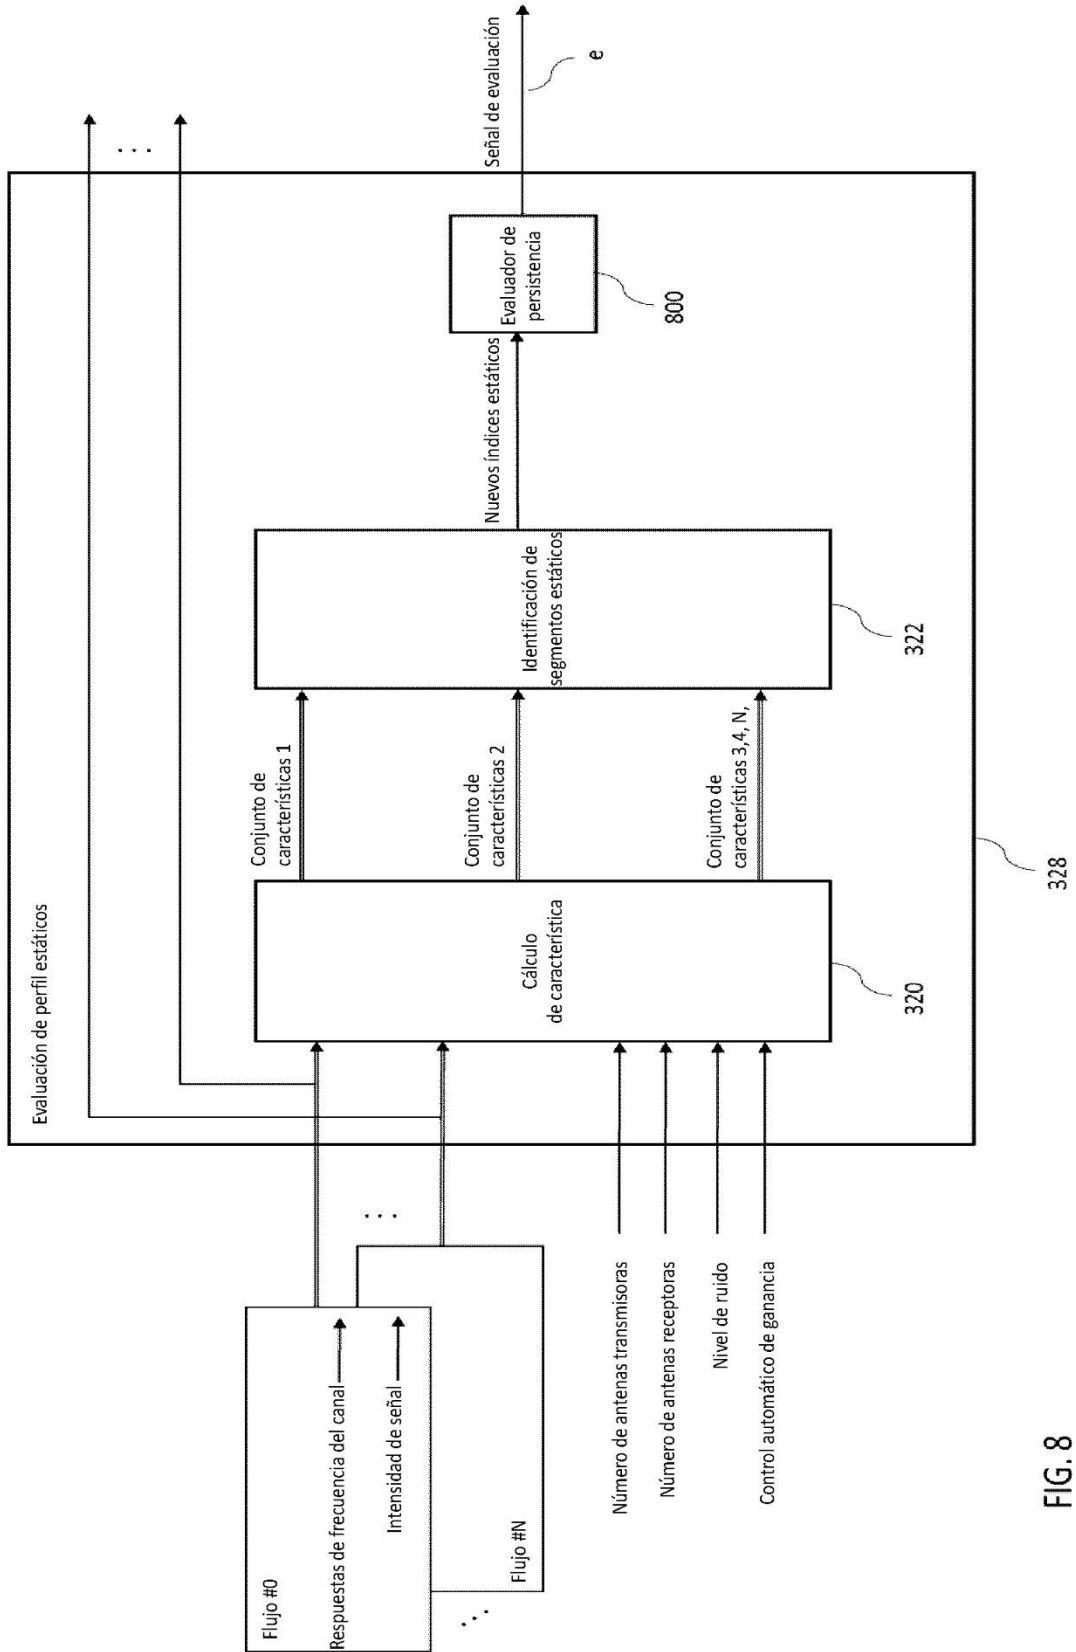 Evaluación de perfil estáticos
Flujo #0
Respuestas de frecuencia del canal
Intensidad de señal
Flujo #N
. . .
. . .
. . .
Número de antenas transmisoras
Número de antenas receptoras
Nivel de ruido
Control automático de ganancia
Cálculo
de característica
320
Conjunto de
características 1
Conjunto de
características 2
Conjunto de
características 3,4, N,
Identificación de
segmentos estáticos
322
Nuevos índices estáticos
Evaluador de
persistencia
800
Señal de evaluación
e
328
FIG. 8